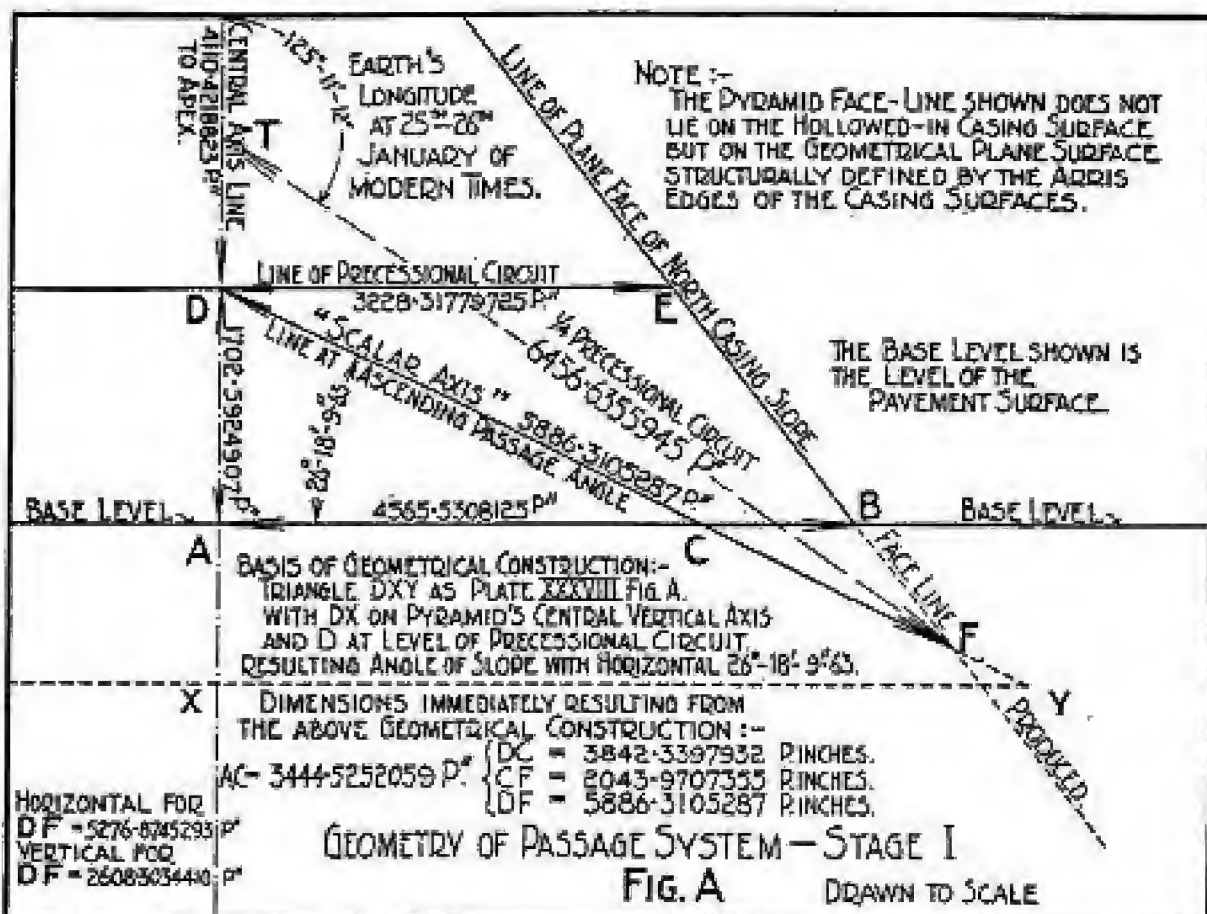 CENTRAL AXIS LINE
4110·4218823 P."
TO APEX.
125°-11'-12"
EARTH'S
LONGITUDE
AT 25TH-26TH
JANUARY OF
MODERN TIMES.
T
LINE OF PLANE FACE OF NORTH CASING SLOPE
NOTE :-
THE PYRAMID FACE-LINE SHOWN DOES NOT
LIE ON THE HOLLOWED-IN CASING SURFACE
BUT ON THE GEOMETRICAL PLANE SURFACE
STRUCTURALLY DEFINED BY THE ARRIS
EDGES OF THE CASING SURFACES.
LINE OF PRECESSIONAL CIRCUIT
3228·31779725 P."
D
E
"SCALAR AXIS" 5886·3105287 P."
LINE AT ASCENDING PASSAGE ANGLE
¼ PRECESSIONAL CIRCUIT
6456·6355945 P."
1702·5924907 P."
26°-18'-9"·63
THE BASE LEVEL SHOWN IS
THE LEVEL OF THE
PAVEMENT SURFACE
BASE LEVEL
4565·5308125 P"
B
BASE LEVEL
A
C
FACE LINE
PRODUCED
BASIS OF GEOMETRICAL CONSTRUCTION:-
TRIANGLE DXY AS PLATE XXXVIII FIG. A.
WITH DX ON PYRAMID'S CENTRAL VERTICAL AXIS
AND D AT LEVEL OF PRECESSIONAL CIRCUIT.
RESULTING ANGLE OF SLOPE WITH HORIZONTAL 26°-18'-9"·63.
F
X
Y
DIMENSIONS IMMEDIATELY RESULTING FROM
THE ABOVE GEOMETRICAL CONSTRUCTION :-
AC= 3444·5252059 P."
DC = 3842·3397932 P.INCHES.
CF = 2043·9707355 P.INCHES.
DF = 5886·3105287 P.INCHES.
HORIZONTAL FOR
DF =5276·8745293 P"
VERTICAL FOR
DF =2608·3034410 P"
GEOMETRY OF PASSAGE SYSTEM — STAGE I
FIG. A
DRAWN TO SCALE